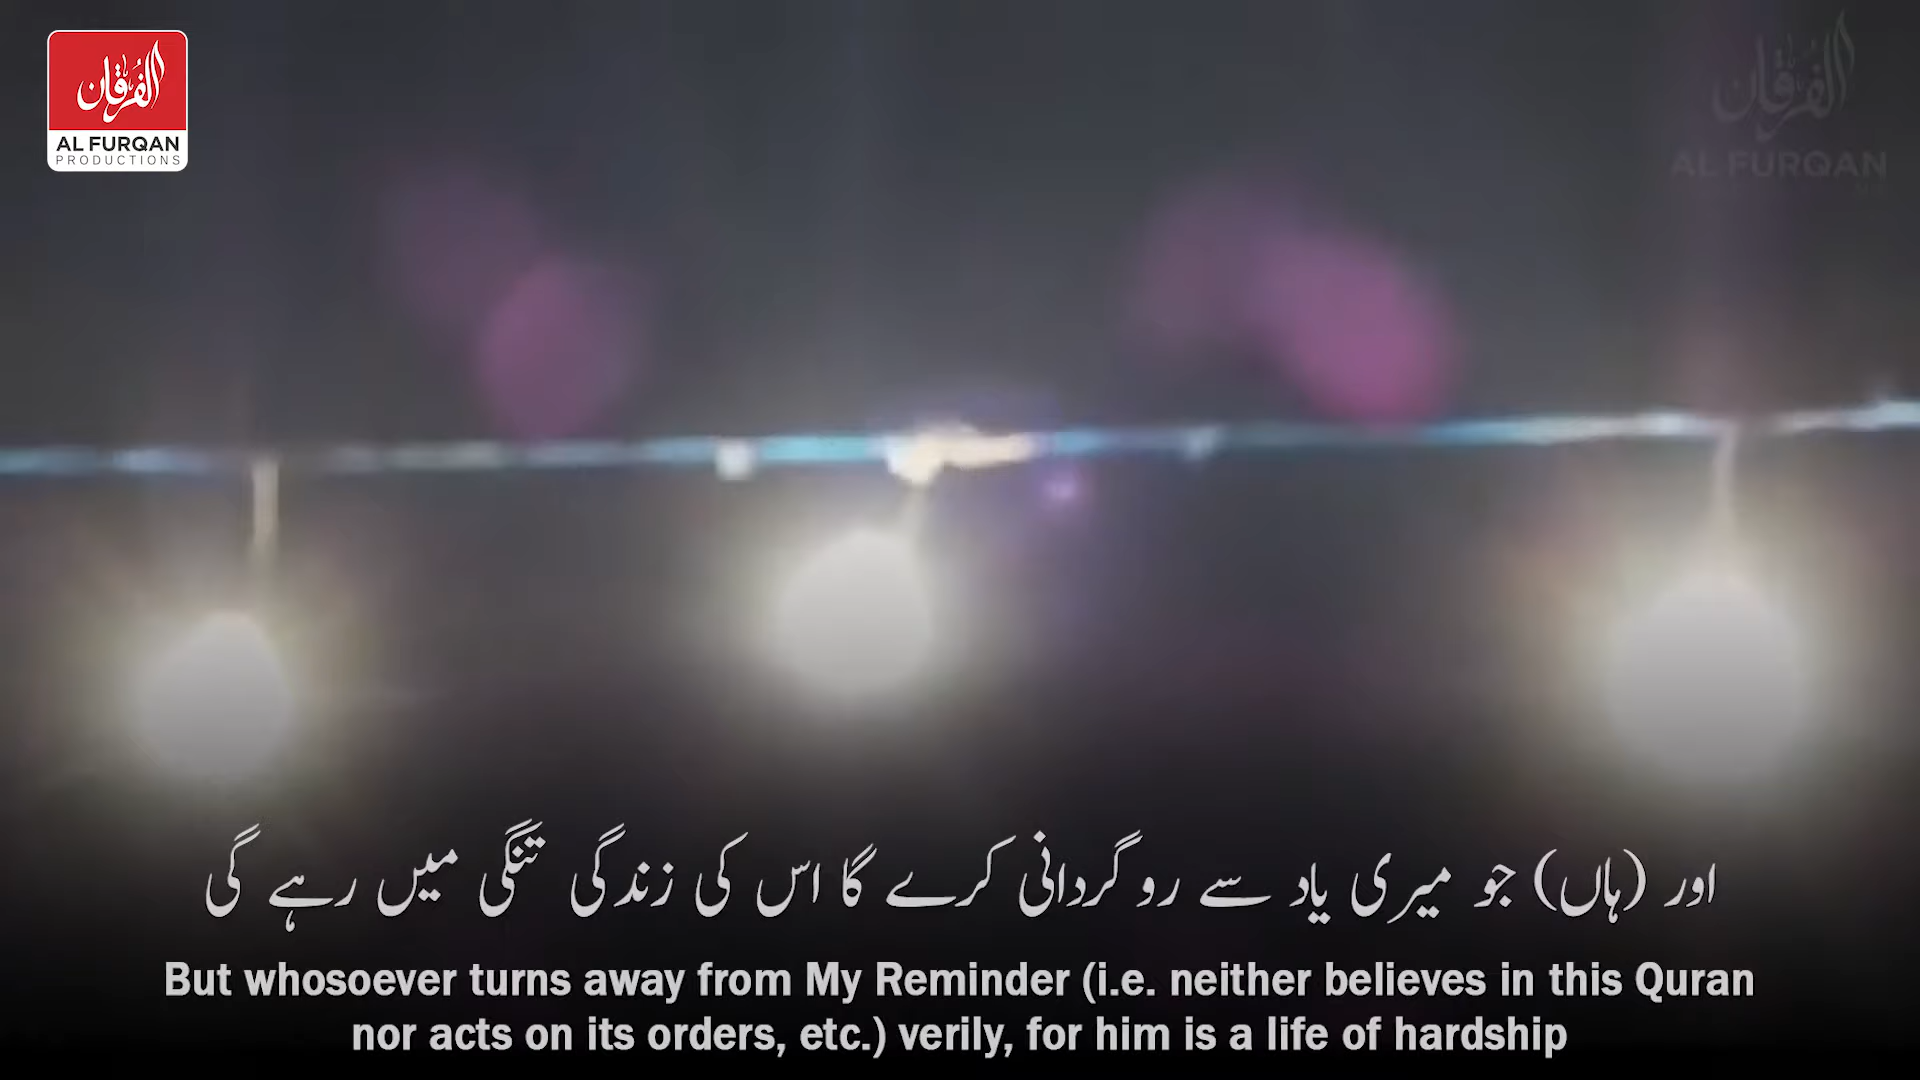 الفرقان
AL FURQAN
PRODUCTIONS
الفرقان
AL FURQAN
اور (ہاں) جو میری یاد سے روگردانی کرے گا اس کی زندگی تنگی میں رہے گی
But whosoever turns away from My Reminder (i.e. neither believes in this Quran
nor acts on its orders, etc.) verily, for him is a life of hardship